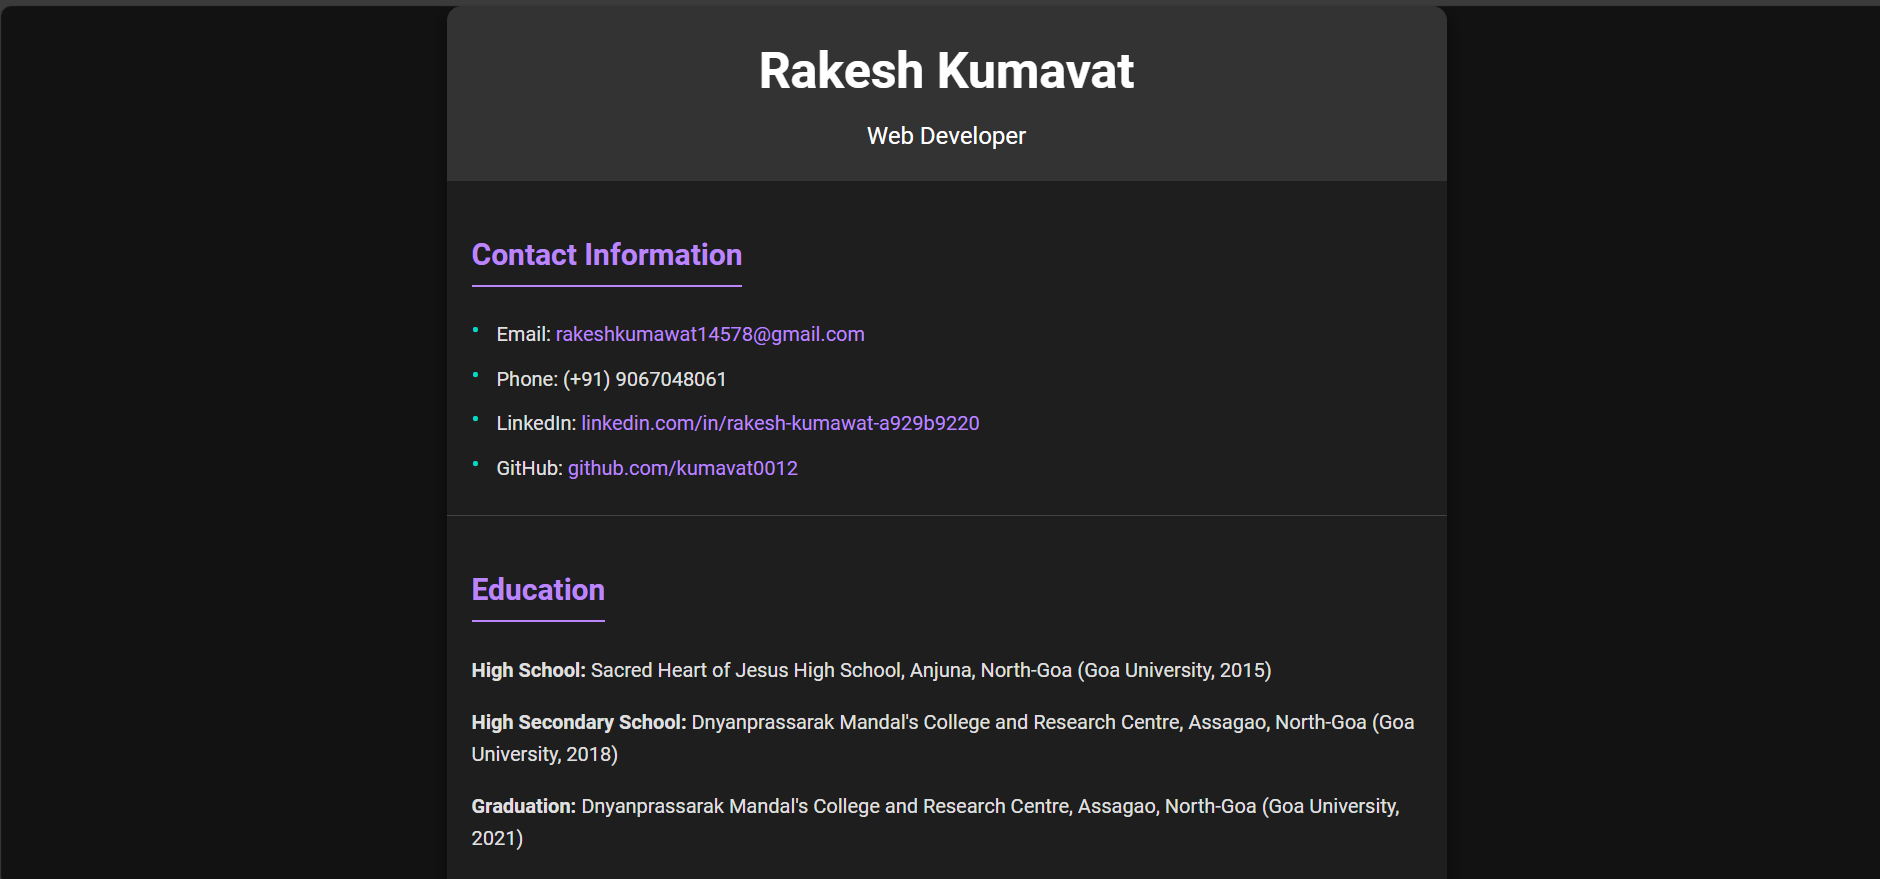 Rakesh Kumavat
Web Developer
Contact Information
• Email: rakeshkumawat14578@gmail.com
• Phone: (+91) 9067048061
• LinkedIn: linkedin.com/in/rakesh-kumawat-a929b9220
• GitHub: github.com/kumavat0012
Education
High School: Sacred Heart of Jesus High School, Anjuna, North-Goa (Goa University, 2015)
High Secondary School: Dnyanprassarak Mandal's College and Research Centre, Assagao, North-Goa (Goa
University, 2018)
Graduation: Dnyanprassarak Mandal's College and Research Centre, Assagao, North-Goa (Goa University,
2021)